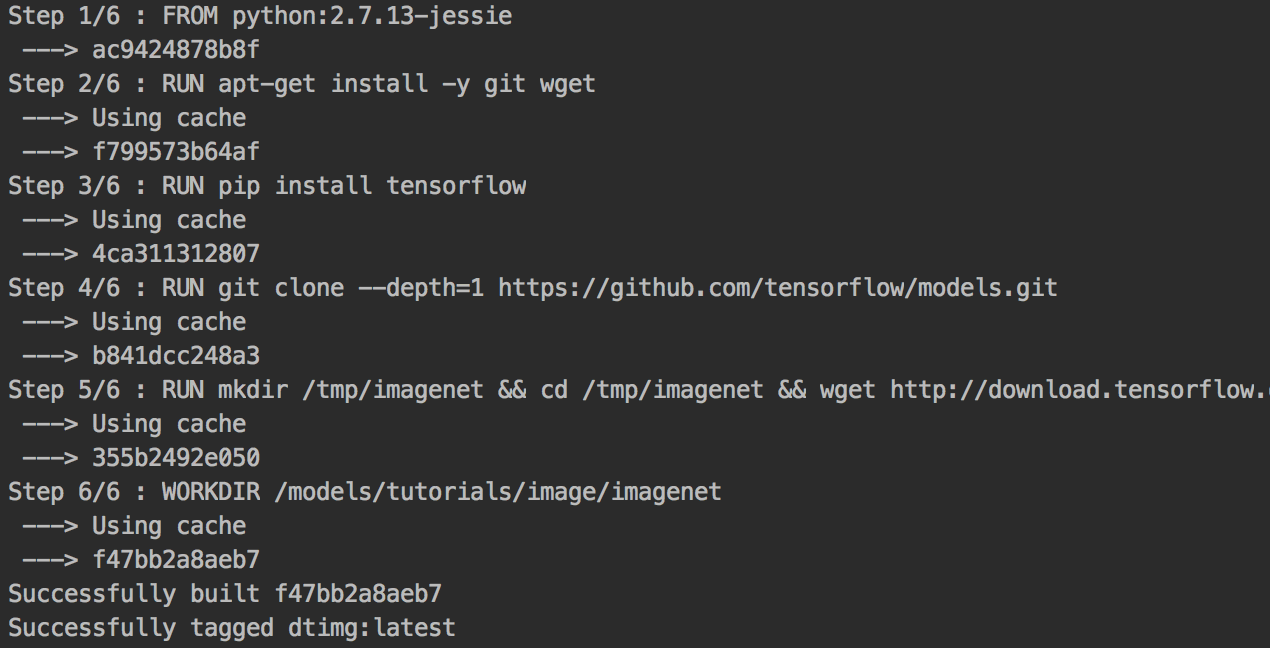 Step 1/6 : FROM python:2.7.13-jessie
 ---> ac9424878b8f
Step 2/6 : RUN apt-get install -y git wget
 ---> Using cache
 ---> f799573b64af
Step 3/6 : RUN pip install tensorflow
 ---> Using cache
 ---> 4ca311312807
Step 4/6 : RUN git clone --depth=1 https://github.com/tensorflow/models.git
 ---> Using cache
 ---> b841dcc248a3
Step 5/6 : RUN mkdir /tmp/imagenet && cd /tmp/imagenet && wget http://download.tensorflow.
 ---> Using cache
 ---> 355b2492e050
Step 6/6 : WORKDIR /models/tutorials/image/imagenet
 ---> Using cache
 ---> f47bb2a8aeb7
Successfully built f47bb2a8aeb7
Successfully tagged dtimg:latest